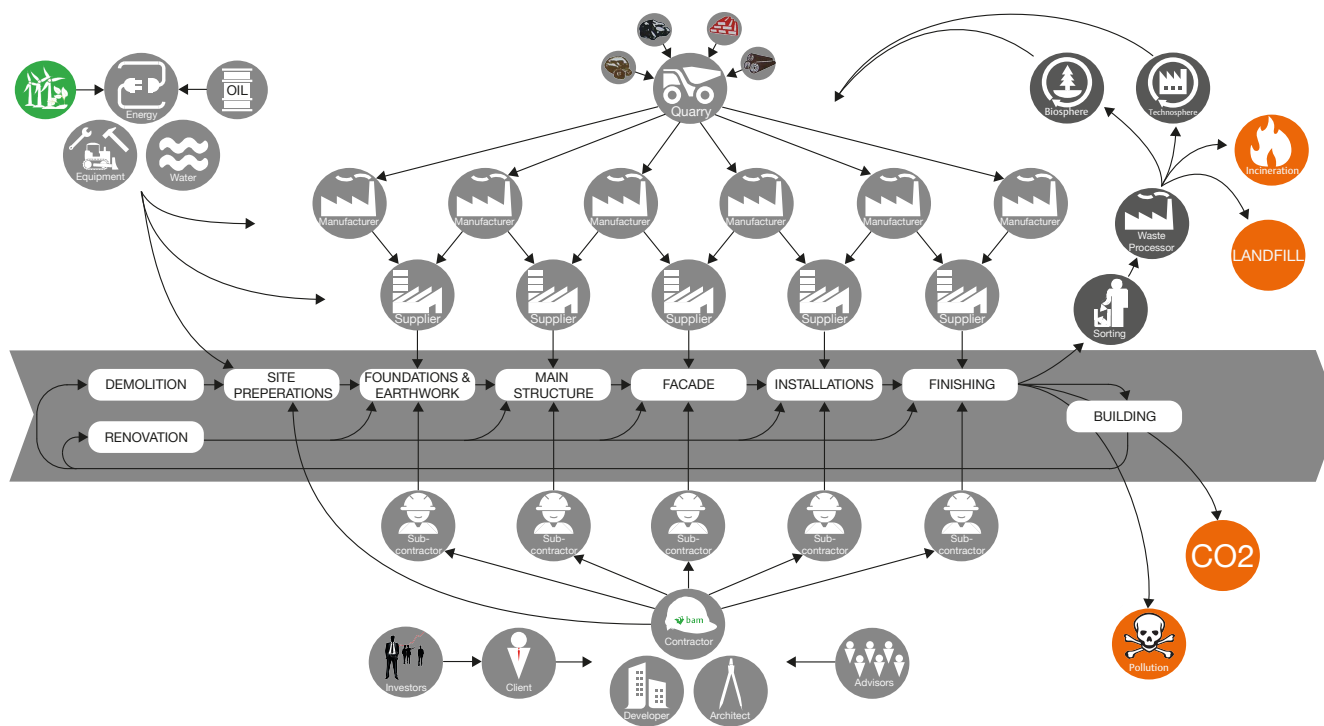 OIL
Energy
Equipment
Water
Quarry
Biosphere
Technosphere
Incineration
Manufacturer
Manufacturer
Manufacturer
Manufacturer
Manufacturer
Manufacturer
Waste
Processor
LANDFILL
Supplier
Supplier
Supplier
Supplier
Supplier
Sorting
DEMOLITION
SITE
PREPERATIONS
FOUNDATIONS &
EARTHWORK
MAIN
STRUCTURE
FACADE
INSTALLATIONS
FINISHING
BUILDING
RENOVATION
Sub-
contractor
Sub-
contractor
Sub-
contractor
Sub-
contractor
Sub-
contractor
CO2
bam
Contractor
Pollution
Investors
Client
Developer
Architect
Advisors